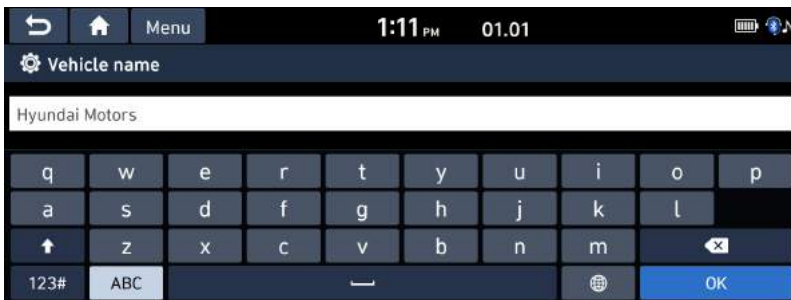 Menu 1:11 PM 01.01
Vehicle name
Hyundai Motors
q w e r t y u i o p
a s d f g h j k l
z x c v b n m
123# ABC OK